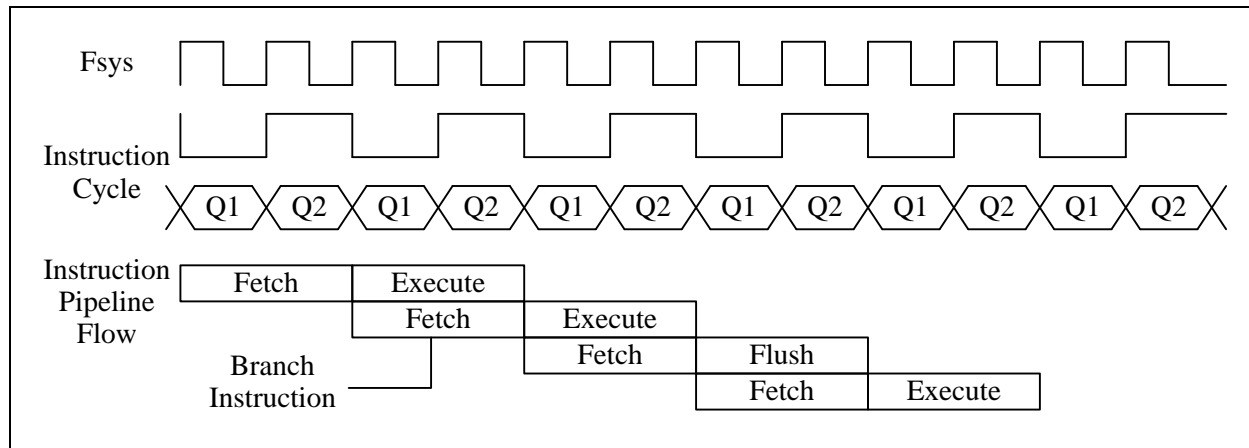 Fsys
Instruction
Cycle
Q1 Q2 Q1 Q2 Q1 Q2 Q1 Q2 Q1 Q2 Q1 Q2
Instruction
Pipeline
Flow
Fetch Execute
Fetch Execute
Fetch Flush
Fetch Execute
Branch
Instruction